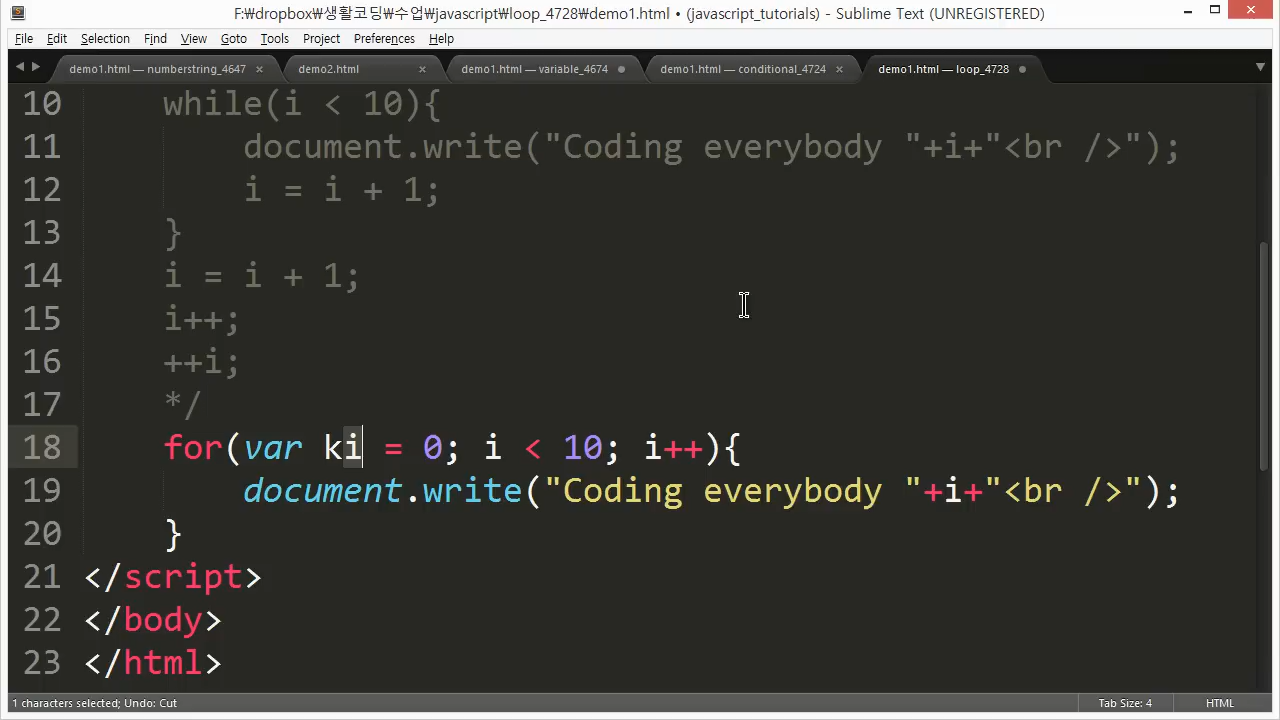 F:₩dropbox₩생활코딩₩수업₩javascript₩loop_4728₩demo1.html • (javascript_tutorials) - Sublime Text (UNREGISTERED)
File Edit Selection Find View Goto Tools Project Preferences Help
demo1.html — numberstring_4647 demo2.html demo1.html — variable_4674 demo1.html — conditional_4724 demo1.html — loop_4728
10 while(i < 10){
11 document.write("Coding everybody "+i+"<br />");
12 i = i + 1;
13 }
14 i = i + 1;
15 i++;
16 ++i;
17 */
18 for(var ki = 0; i < 10; i++){
19 document.write("Coding everybody "+i+"<br />");
20 }
21 </script>
22 </body>
23 </html>
1 characters selected; Undo: Cut Tab Size: 4 HTML